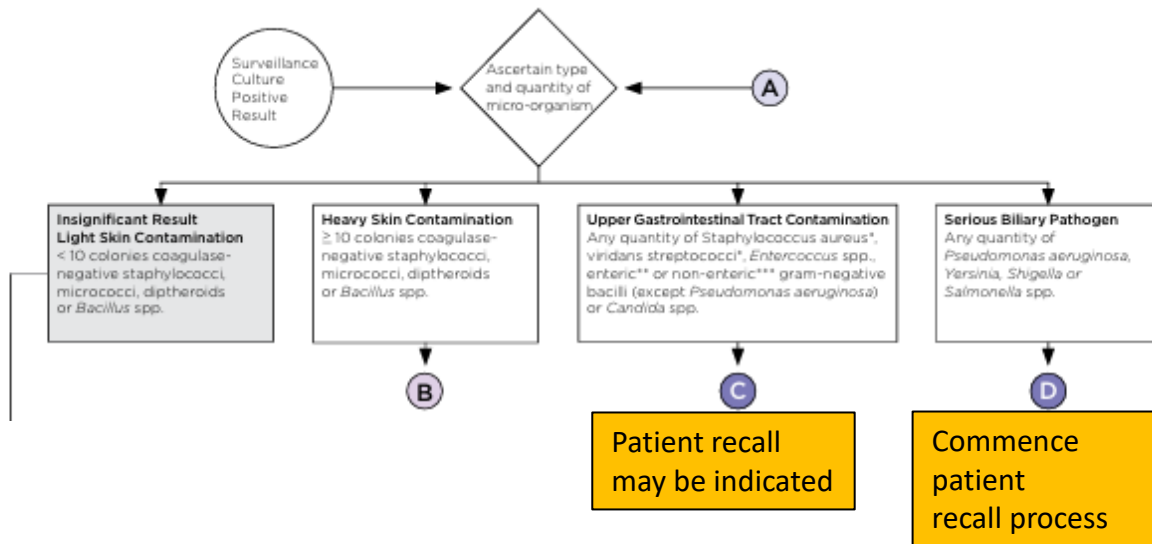 Surveillance
Culture
Positive
Result
Ascertain type
and quantity of
micro-organism
A
Insignificant Result
Light Skin Contamination
< 10 colonies coagulase-
negative staphylococci,
micrococci, diptheroids
or Bacillus spp.
Heavy Skin Contamination
≥ 10 colonies coagulase-
negative staphylococci,
micrococci, diptheroids
or Bacillus spp.
Upper Gastrointestinal Tract Contamination
Any quantity of Staphylococcus aureus*,
viridans streptococci*, Entercoccus spp.,
enteric** or non-enteric*** gram-negative
bacilli (except Pseudomonas aeruginosa)
or Candida spp.
Serious Biliary Pathogen
Any quantity of
Pseudomonas aeruginosa,
Yersinia, Shigella or
Salmonella spp.
B
C
D
Patient recall
may be indicated
Commence
patient
recall process